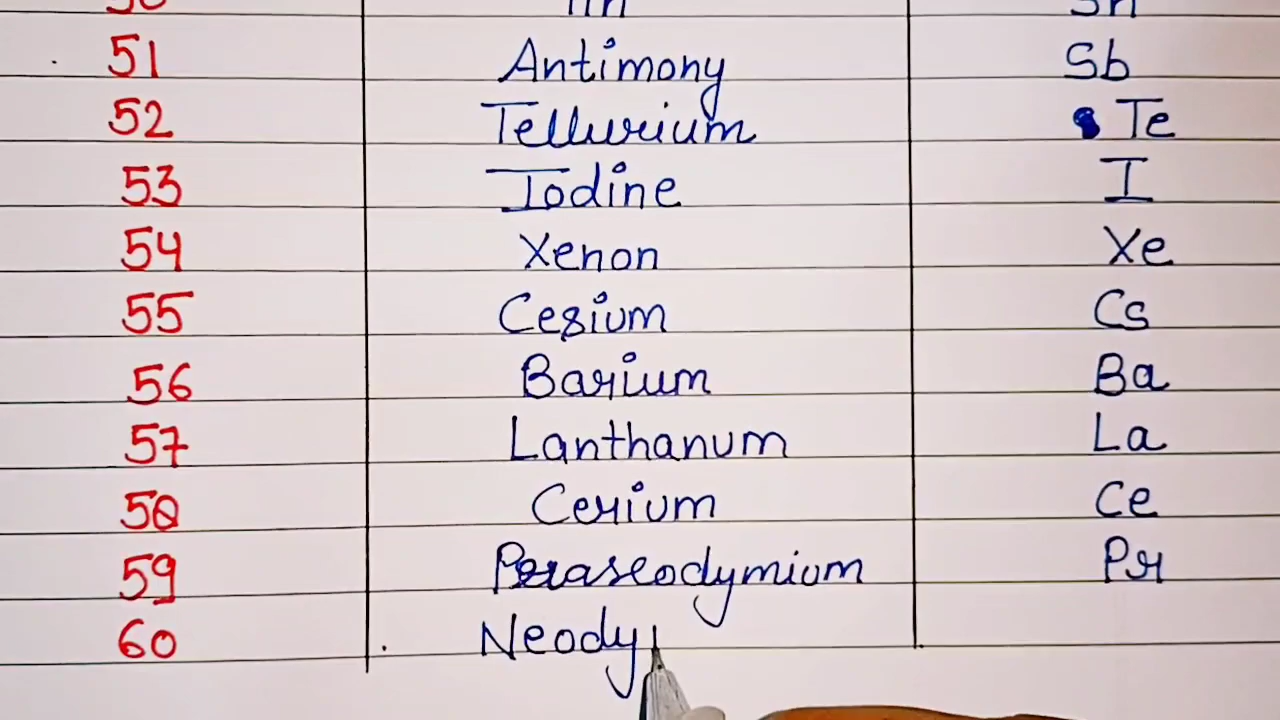 51 Antimony Sb
52 Tellurium Te
53 Iodine I
54 Xenon Xe
55 Cesium Cs
56 Barium Ba
57 Lanthanum La
58 Cerium Ce
59 Praseodymium Pr
60 Neody